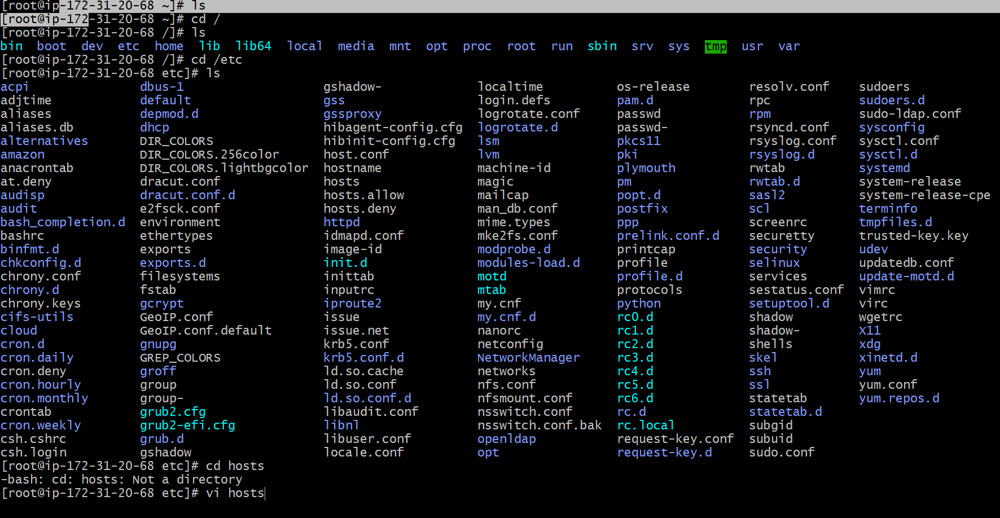 [root@ip-172-31-20-68 ~]# ls
[root@ip-172-31-20-68 ~]# cd /
[root@ip-172-31-20-68 /]# ls
bin boot dev etc home lib lib64 local media mnt opt proc root run sbin srv sys tmp usr var
[root@ip-172-31-20-68 /]# cd /etc
[root@ip-172-31-20-68 etc]# ls
acpi dbus-1 gshadow- localtime os-release resolv.conf sudoers
adjtime default gss login.defs pam.d rpc sudoers.d
aliases depmod.d gssproxy logrotate.conf passwd rpm sudo-ldap.conf
aliases.db dhcp hibagent-config.cfg logrotate.d passwd- rsyncd.conf sysconfig
alternatives DIR_COLORS hibinit-config.cfg lsm pkcs11 rsyslog.conf sysctl.conf
amazon DIR_COLORS.256color host.conf lvm pki rsyslog.d sysctl.d
anacrontab DIR_COLORS.lightbgcolor hostname machine-id plymouth rwtab systemd
at.deny dracut.conf hosts magic pm rwtab.d system-release
audisp dracut.conf.d hosts.allow mailcap popt.d sasl2 system-release-cpe
audit e2fsck.conf hosts.deny man_db.conf postfix scl terminfo
bash_completion.d environment httpd mime.types ppp screenrc tmpfiles.d
bashrc ethertypes idmapd.conf mke2fs.conf prelink.conf.d securetty trusted-key.key
binfmt.d exports image-id modprobe.d printcap security udev
chkconfig.d exports.d init.d modules-load.d profile selinux updatedb.conf
chrony.conf filesystems inittab motd profile.d services update-motd.d
chrony.d fstab inputrc mtab protocols sestatus.conf vimrc
chrony.keys gcrypt iproute2 my.cnf python setuptool.d virc
cifs-utils GeoIP.conf issue my.cnf.d rc0.d shadow wgetrc
cloud GeoIP.conf.default issue.net nanorc rc1.d shadow- X11
cron.d gnupg krb5.conf netconfig rc2.d shells xdg
cron.daily GREP_COLORS krb5.conf.d NetworkManager rc3.d skel xinetd.d
cron.deny groff ld.so.cache networks rc4.d ssh yum
cron.hourly group ld.so.conf nfs.conf rc5.d ssl yum.conf
cron.monthly group- ld.so.conf.d nfsmount.conf rc6.d statetab yum.repos.d
crontab grub2.cfg libaudit.conf nsswitch.conf rc.d statetab.d
cron.weekly grub2-efi.cfg libnl nsswitch.conf.bak rc.local subgid
csh.cshrc grub.d libuser.conf openldap request-key.conf subuid
csh.login gshadow locale.conf opt request-key.d sudo.conf
[root@ip-172-31-20-68 etc]# cd hosts
-bash: cd: hosts: Not a directory
[root@ip-172-31-20-68 etc]# vi hosts